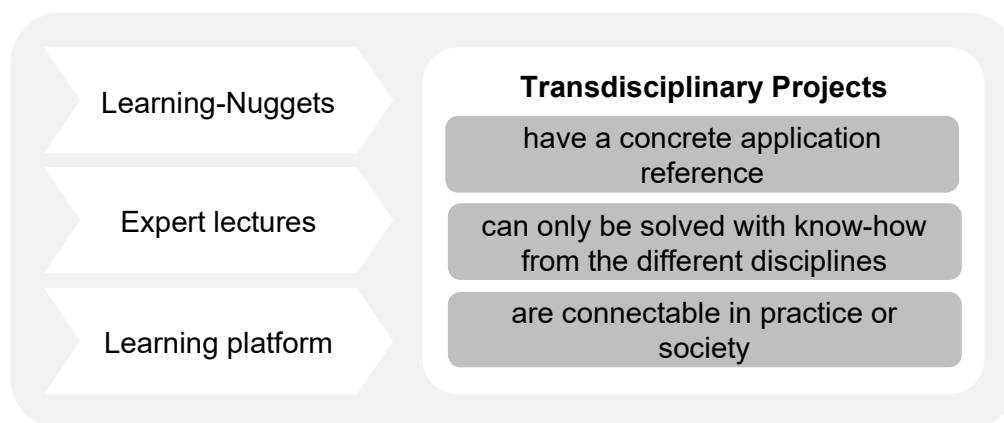 Learning-Nuggets
Expert lectures
Learning platform
Transdisciplinary Projects
have a concrete application
reference
can only be solved with know-how
from the different disciplines
are connectable in practice or
society